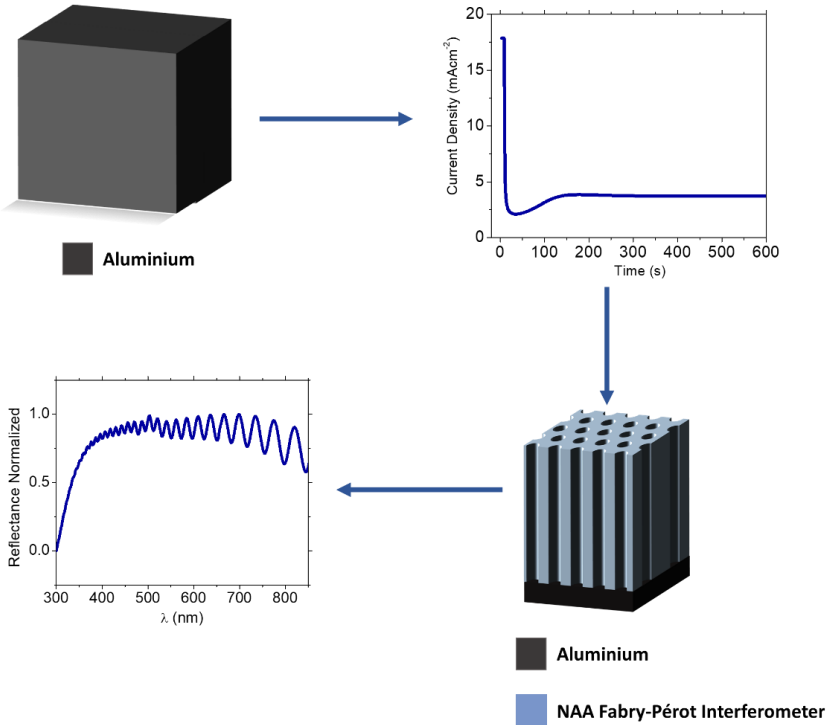 Aluminium
Current Density (mAcm⁻²)
20
15
10
5
0
0 100 200 300 400 500 600
Time (s)
Reflectance Normalized
1.0
0.5
0.0
300 400 500 600 700 800
λ (nm)
Aluminium
NAA Fabry-Pérot Interferometer